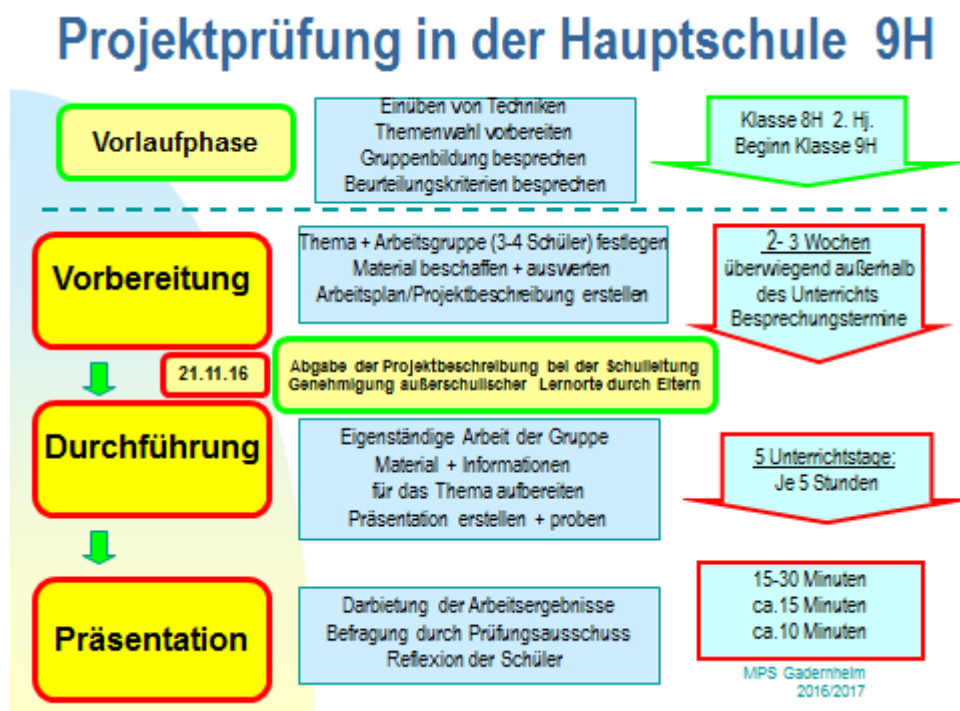 Projektprüfung in der Hauptschule 9H
Vorlaufphase
Einüben von Techniken
Themenwahl vorbereiten
Gruppenbildung besprechen
Beurteilungskriterien besprechen
Klasse 8H 2. Hj.
Beginn Klasse 9H
Vorbereitung
Thema + Arbeitsgruppe (3-4 Schüler) festlegen
Material beschaffen + auswerten
Arbeitsplan/Projektbeschreibung erstellen
2- 3 Wochen
überwiegend außerhalb
des Unterrichts
Besprechungstermine
21.11.16
Abgabe der Projektbeschreibung bei der Schulleitung
Genehmigung außerschulischer Lernorte durch Eltern
Durchführung
Eigenständige Arbeit der Gruppe
Material + Informationen
für das Thema aufbereiten
Präsentation erstellen + proben
5 Unterrichtstage:
Je 5 Stunden
Präsentation
Darbietung der Arbeitsergebnisse
Befragung durch Prüfungsausschuss
Reflexion der Schüler
15-30 Minuten
ca.15 Minuten
ca.10 Minuten
MPS Gadernheim
2016/2017